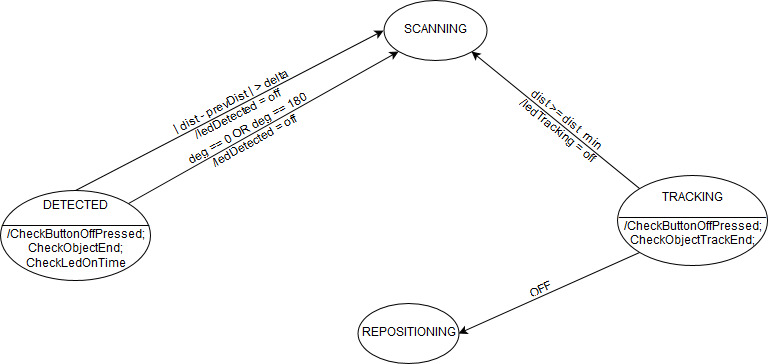 SCANNING
| dist - prevDist | > delta
/ledDetected = off
deg == 0 OR deg == 180
/ledDetected = off
dist >= dist_min
/ledTracking = off
DETECTED
/CheckButtonOffPressed;
CheckObjectEnd;
CheckLedOnTime
TRACKING
/CheckButtonOffPressed;
CheckObjectTrackEnd;
OFF
REPOSITIONING